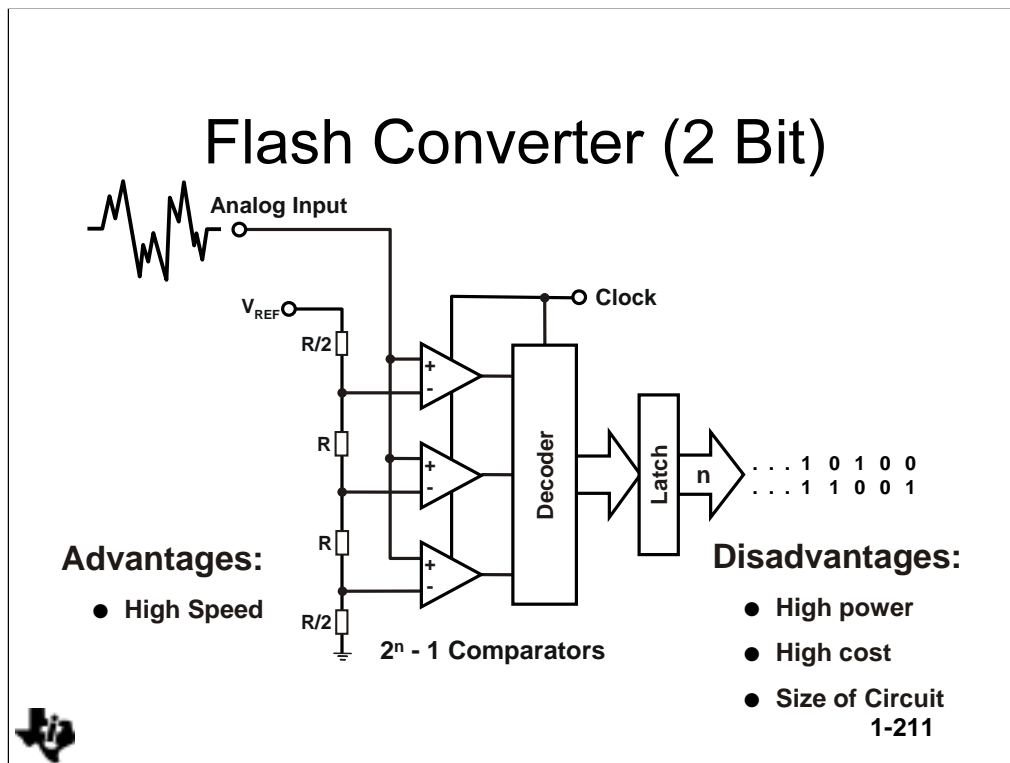 Flash Converter (2 Bit)
Analog Input
VREF
Clock
R/2
+
-
R
+
-
Decoder
Latch
n
. . . 1 0 1 0 0
. . . 1 1 0 0 1
R
+
-
R/2
2ⁿ - 1 Comparators
Advantages:
● High Speed
Disadvantages:
● High power
● High cost
● Size of Circuit
1-211